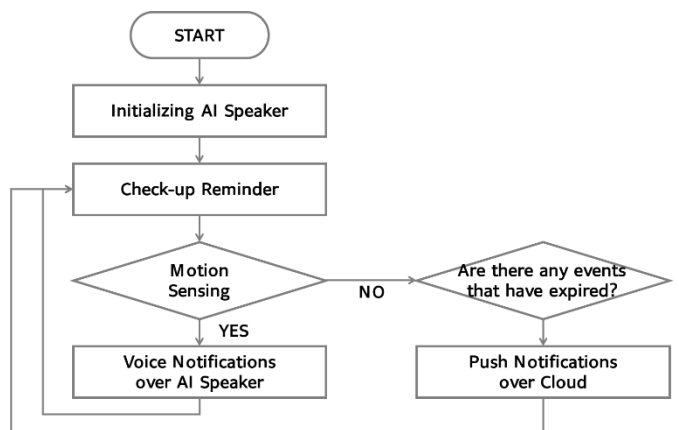 START
Initializing AI Speaker
Check-up Reminder
Motion
Sensing
NO
Are there any events
that have expired?
YES
Voice Notifications
over AI Speaker
Push Notifications
over Cloud